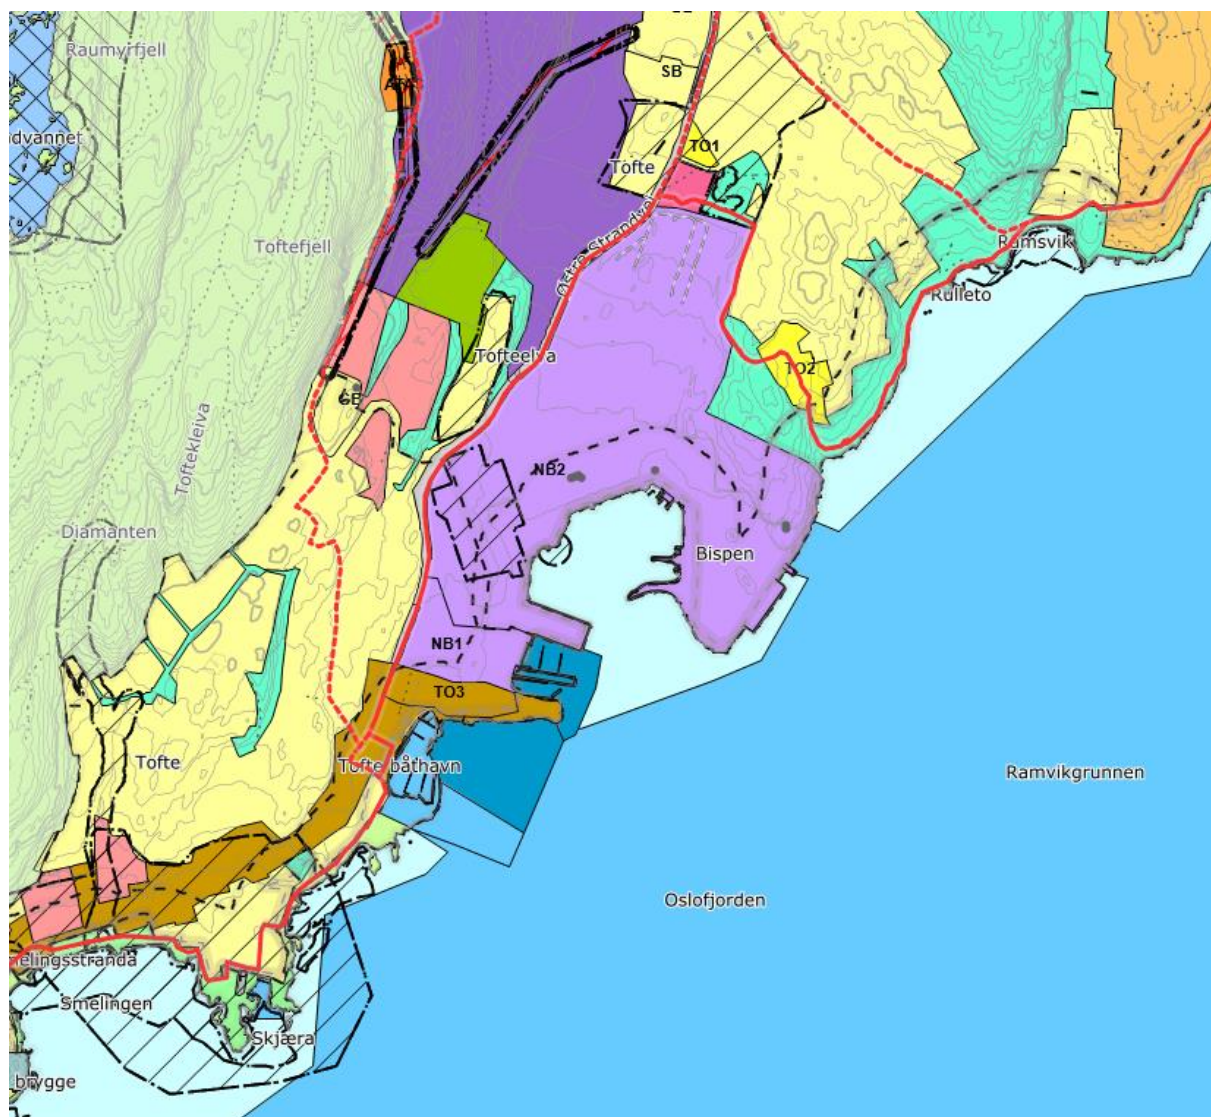 Raumyrfjell
SB
dvannet
TO1
Tofte
Toftefjell
Østre Strandvei
Ramsvik
Rulleto
Tofteelva
TO2
GB
Toftekleiva
NB2
Diamanten
Bispen
NB1
TO3
Tofte
Tofte båthavn
Ramvikgrunnen
Oslofjorden
elingsstranda
Smelingen
Skjæra
brygge